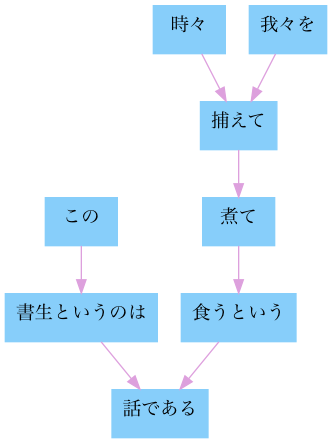 時々
我々を
捕えて
この
煮て
書生というのは
食うという
話である